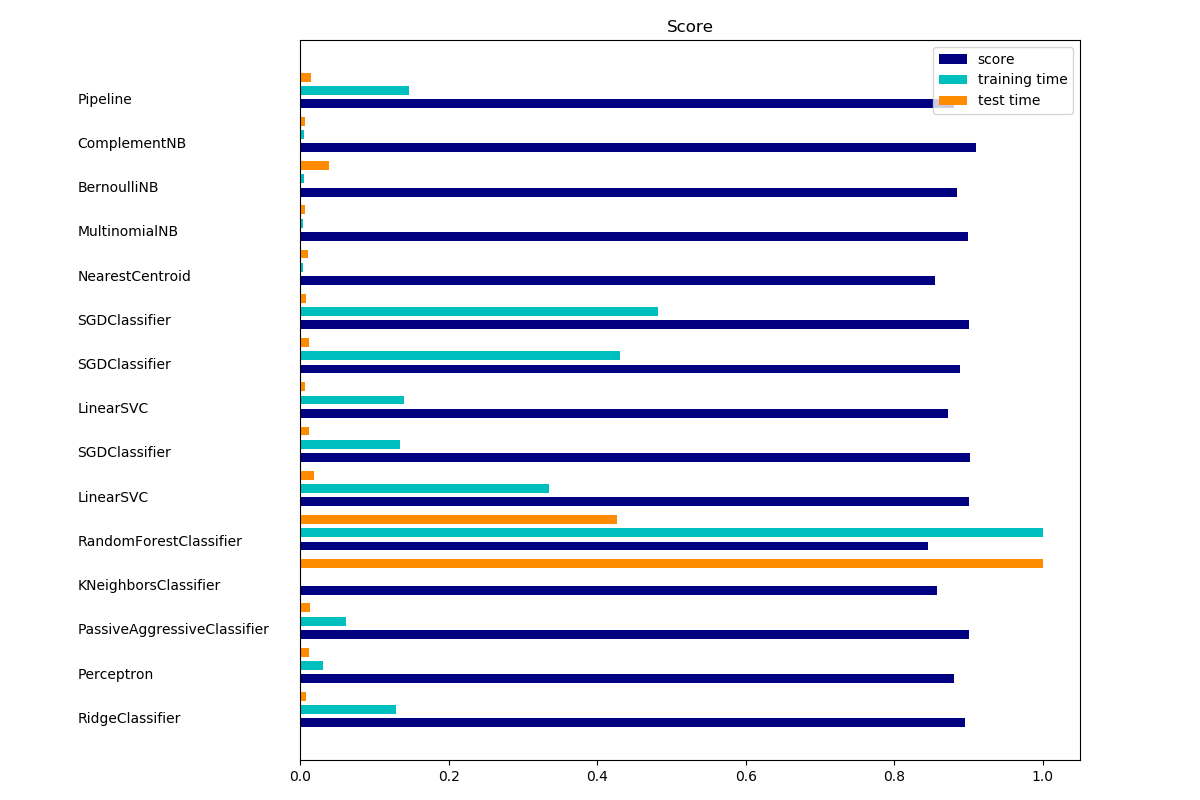 Score
score
training time
test time
Pipeline
ComplementNB
BernoulliNB
MultinomialNB
NearestCentroid
SGDClassifier
SGDClassifier
LinearSVC
SGDClassifier
LinearSVC
RandomForestClassifier
KNeighborsClassifier
PassiveAggressiveClassifier
Perceptron
RidgeClassifier
0.0 0.2 0.4 0.6 0.8 1.0